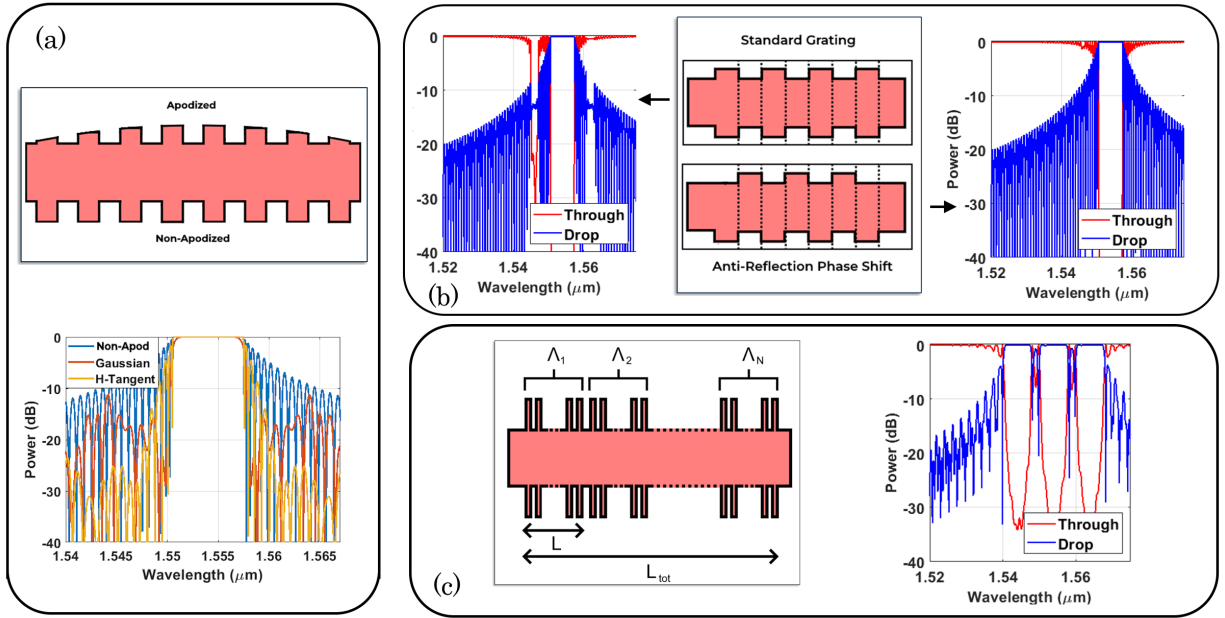 (a)
Apodized
Non-Apodized
0
-10
-20
-30
-40
Power (dB)
Non-Apod
Gaussian
H-Tangent
1.54 1.545 1.55 1.555 1.56 1.565
Wavelength (μm)
(b)
0
-10
-20
-30
-40
Through
Drop
1.52 1.54 1.56
Wavelength (μm)
Standard Grating
Anti-Reflection Phase Shift
0
-10
-20
-30
-40
Power (dB)
Through
Drop
1.52 1.54 1.56
Wavelength (μm)
(c)
Λ1 Λ2 ΛN
L
Ltot
0
-10
-20
-30
-40
Power (dB)
Through
Drop
1.52 1.54 1.56
Wavelength (μm)